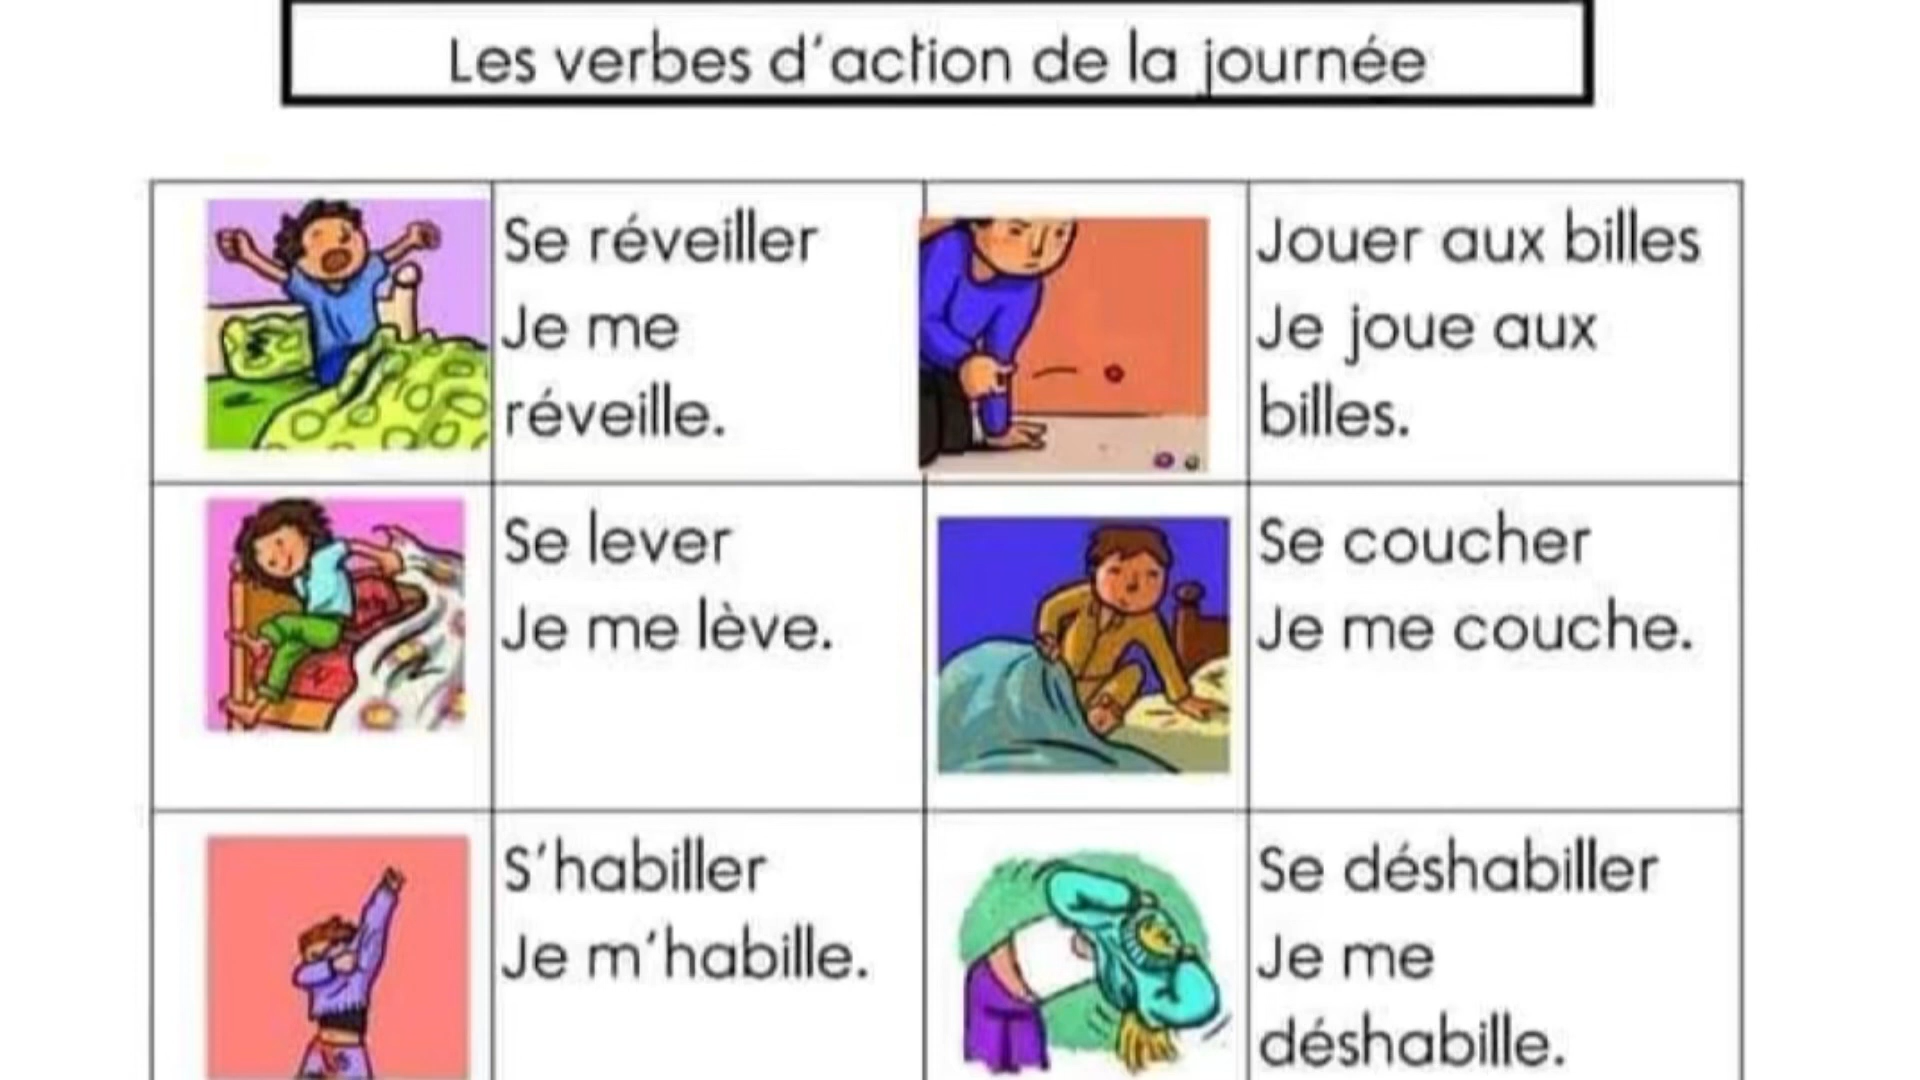 Les verbes d'action de la journée
Se réveiller
Je me
réveille.
Jouer aux billes
Je joue aux
billes.
Se lever
Je me lève.
Se coucher
Je me couche.
S'habiller
Je m'habille.
Se déshabiller
Je me
déshabille.